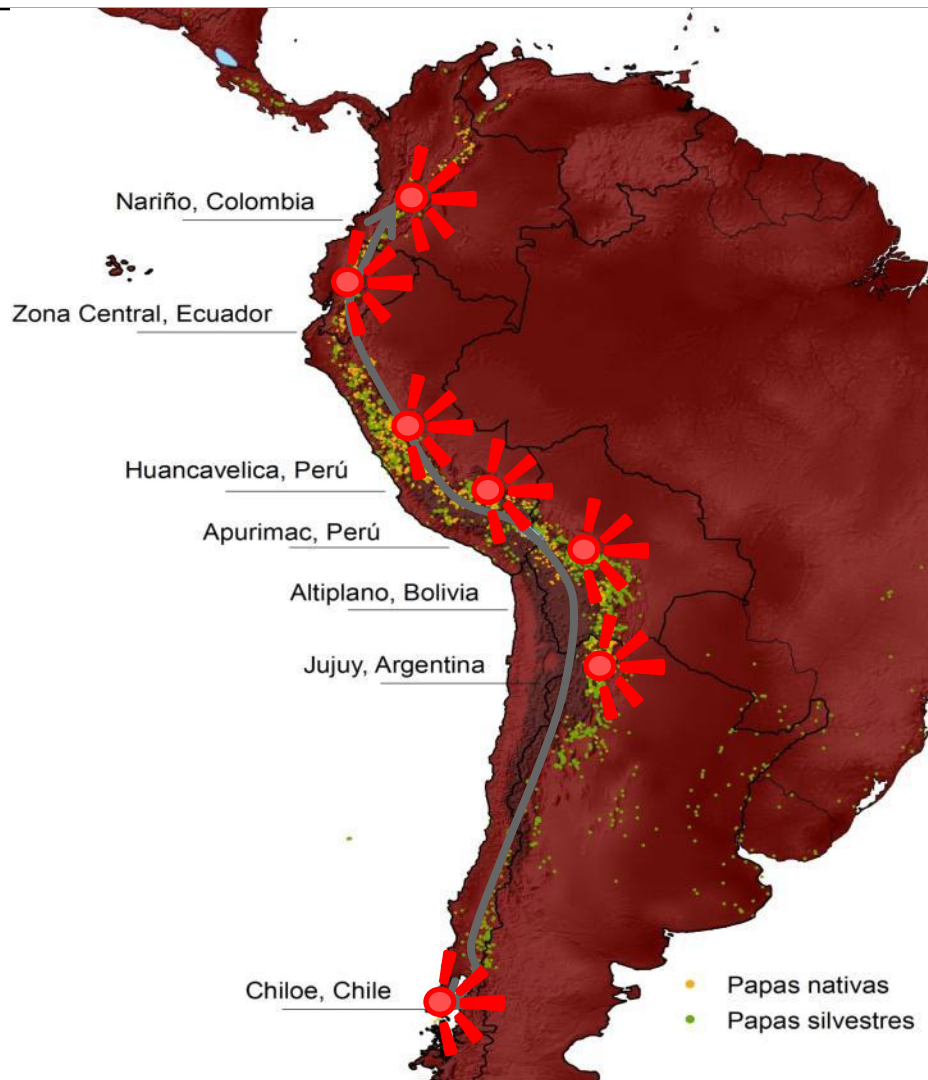 Nariño, Colombia
Zona Central, Ecuador
Huancavelica, Perú
Apurimac, Perú
Altiplano, Bolivia
Jujuy, Argentina
Chiloe, Chile
Papas nativas
Papas silvestres